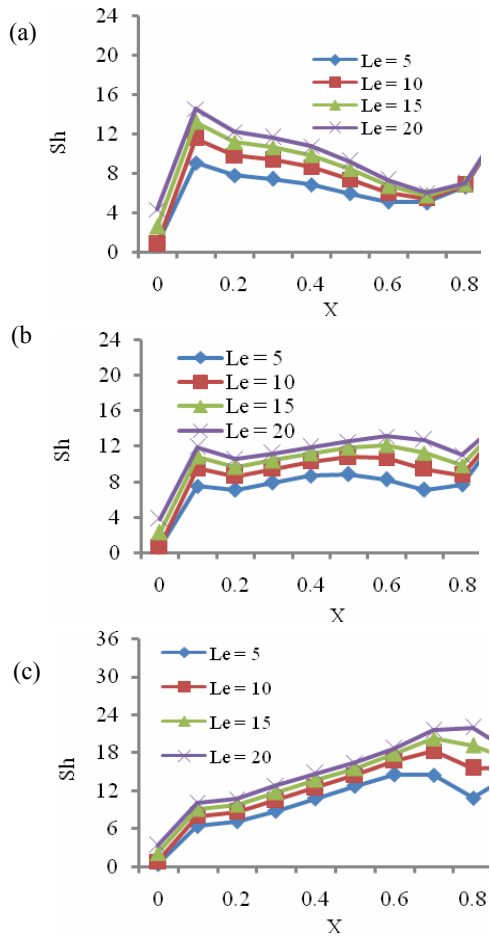 (a)
24
20
16
12
8
4
0
Sh
Le = 5
Le = 10
Le = 15
Le = 20
0 0.2 0.4 0.6 0.8
X
(b)
24
20
16
12
8
4
0
Sh
Le = 5
Le = 10
Le = 15
Le = 20
0 0.2 0.4 0.6 0.8
X
(c)
36
30
24
18
12
6
0
Sh
Le = 5
Le = 10
Le = 15
Le = 20
0 0.2 0.4 0.6 0.8
X